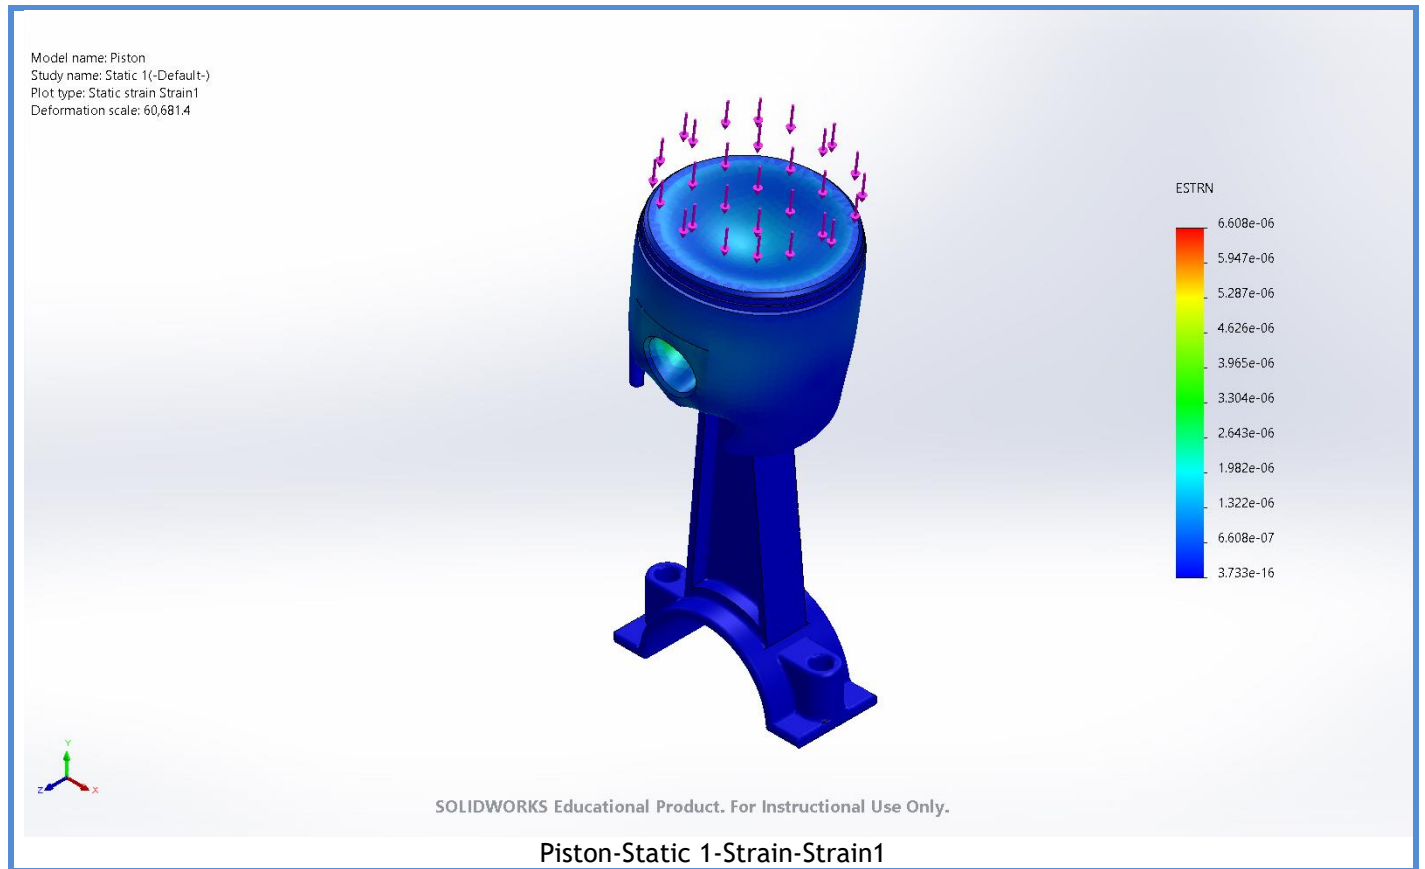 Model name: Piston
Study name: Static 1(-Default-)
Plot type: Static strain Strain1
Deformation scale: 60,681.4
ESTRN
6.608e-06
5.947e-06
5.287e-06
4.626e-06
3.965e-06
3.304e-06
2.643e-06
1.982e-06
1.322e-06
6.608e-07
3.733e-16
Y
Z
X
SOLIDWORKS Educational Product. For Instructional Use Only.
Piston-Static 1-Strain-Strain1